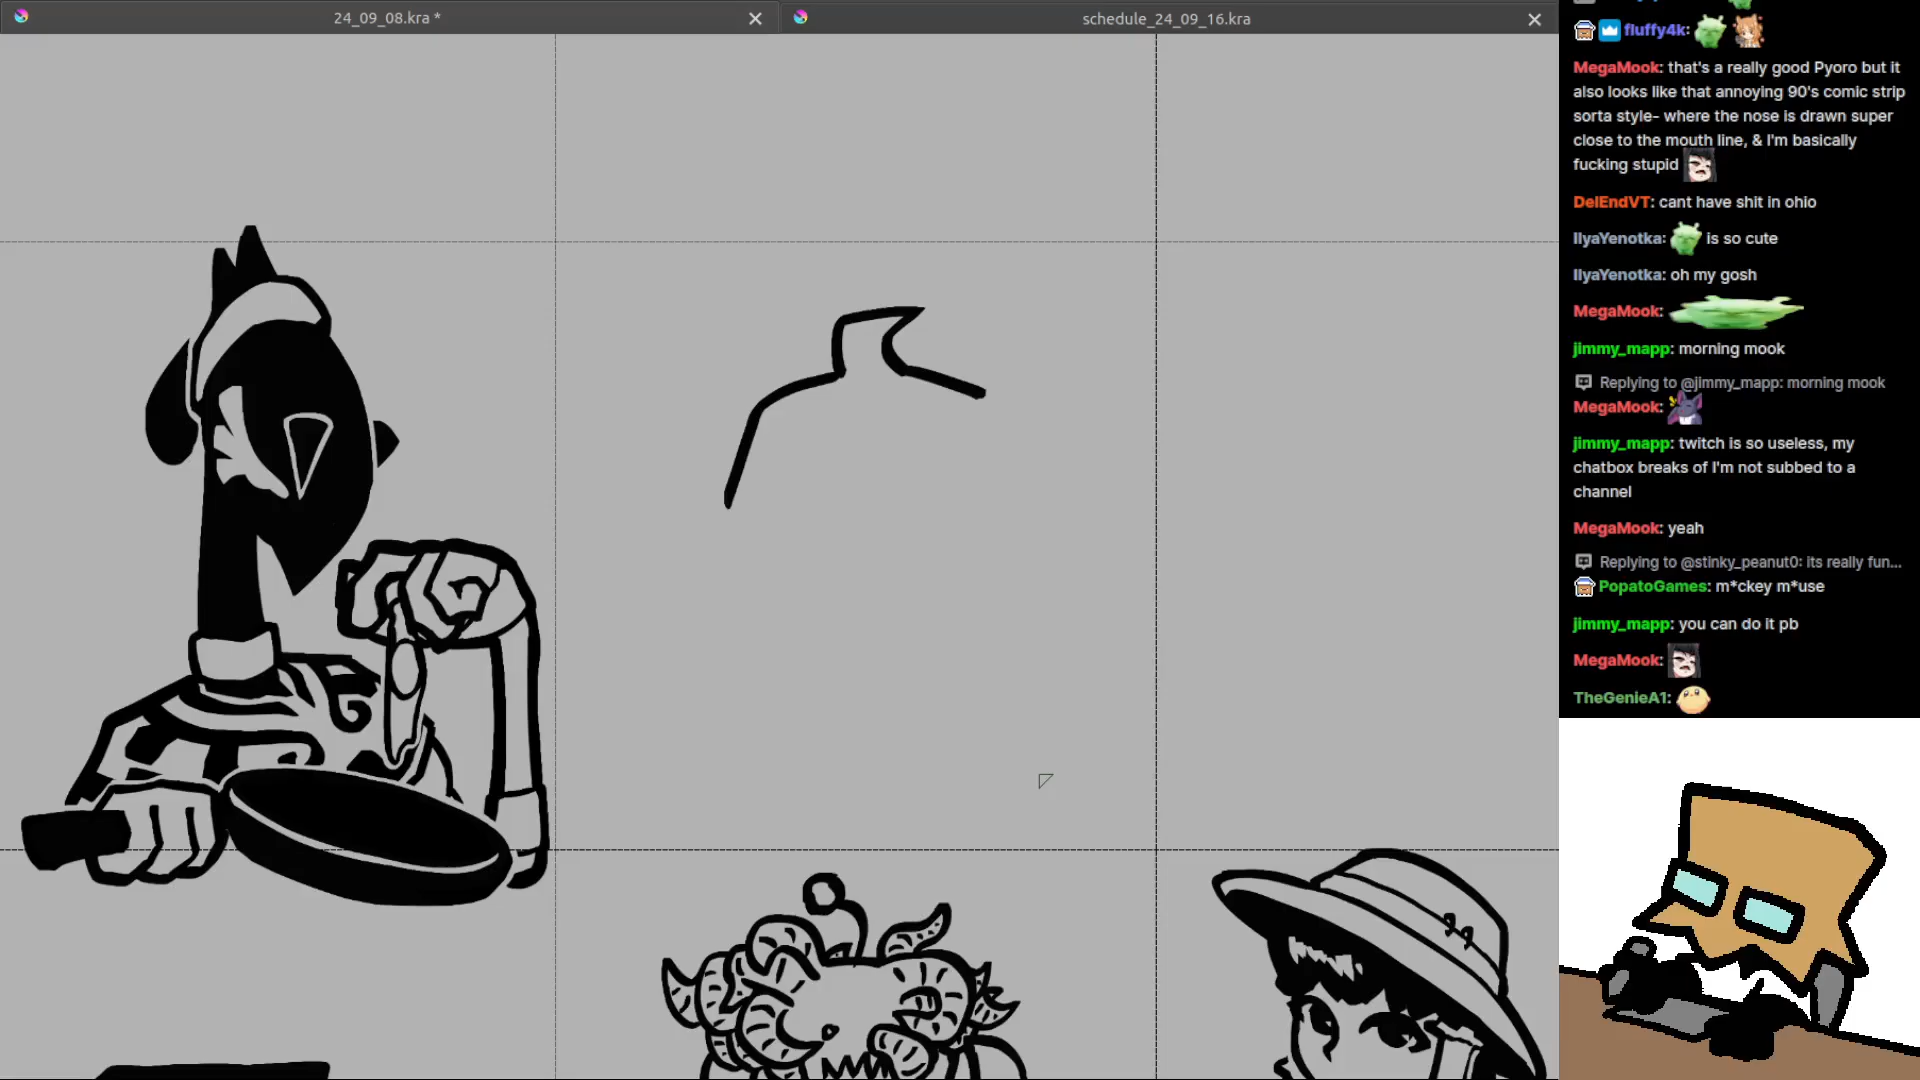 24_09_08.kra *
schedule_24_09_16.kra
fluffy4k:
MegaMook: that's a really good Pyoro but it
also looks like that annoying 90's comic strip
sorta style- where the nose is drawn super
close to the mouth line, & I'm basically
fucking stupid
DelEndVT: cant have shit in ohio
IlyaYenotka: is so cute
IlyaYenotka: oh my gosh
MegaMook:
jimmy_mapp: morning mook
Replying to @jimmy_mapp: morning mook
MegaMook:
jimmy_mapp: twitch is so useless, my
chatbox breaks of I'm not subbed to a
channel
MegaMook: yeah
Replying to @stinky_peanut0: its really fun...
PopatoGames: m*ckey m*use
jimmy_mapp: you can do it pb
MegaMook:
TheGenieA1: